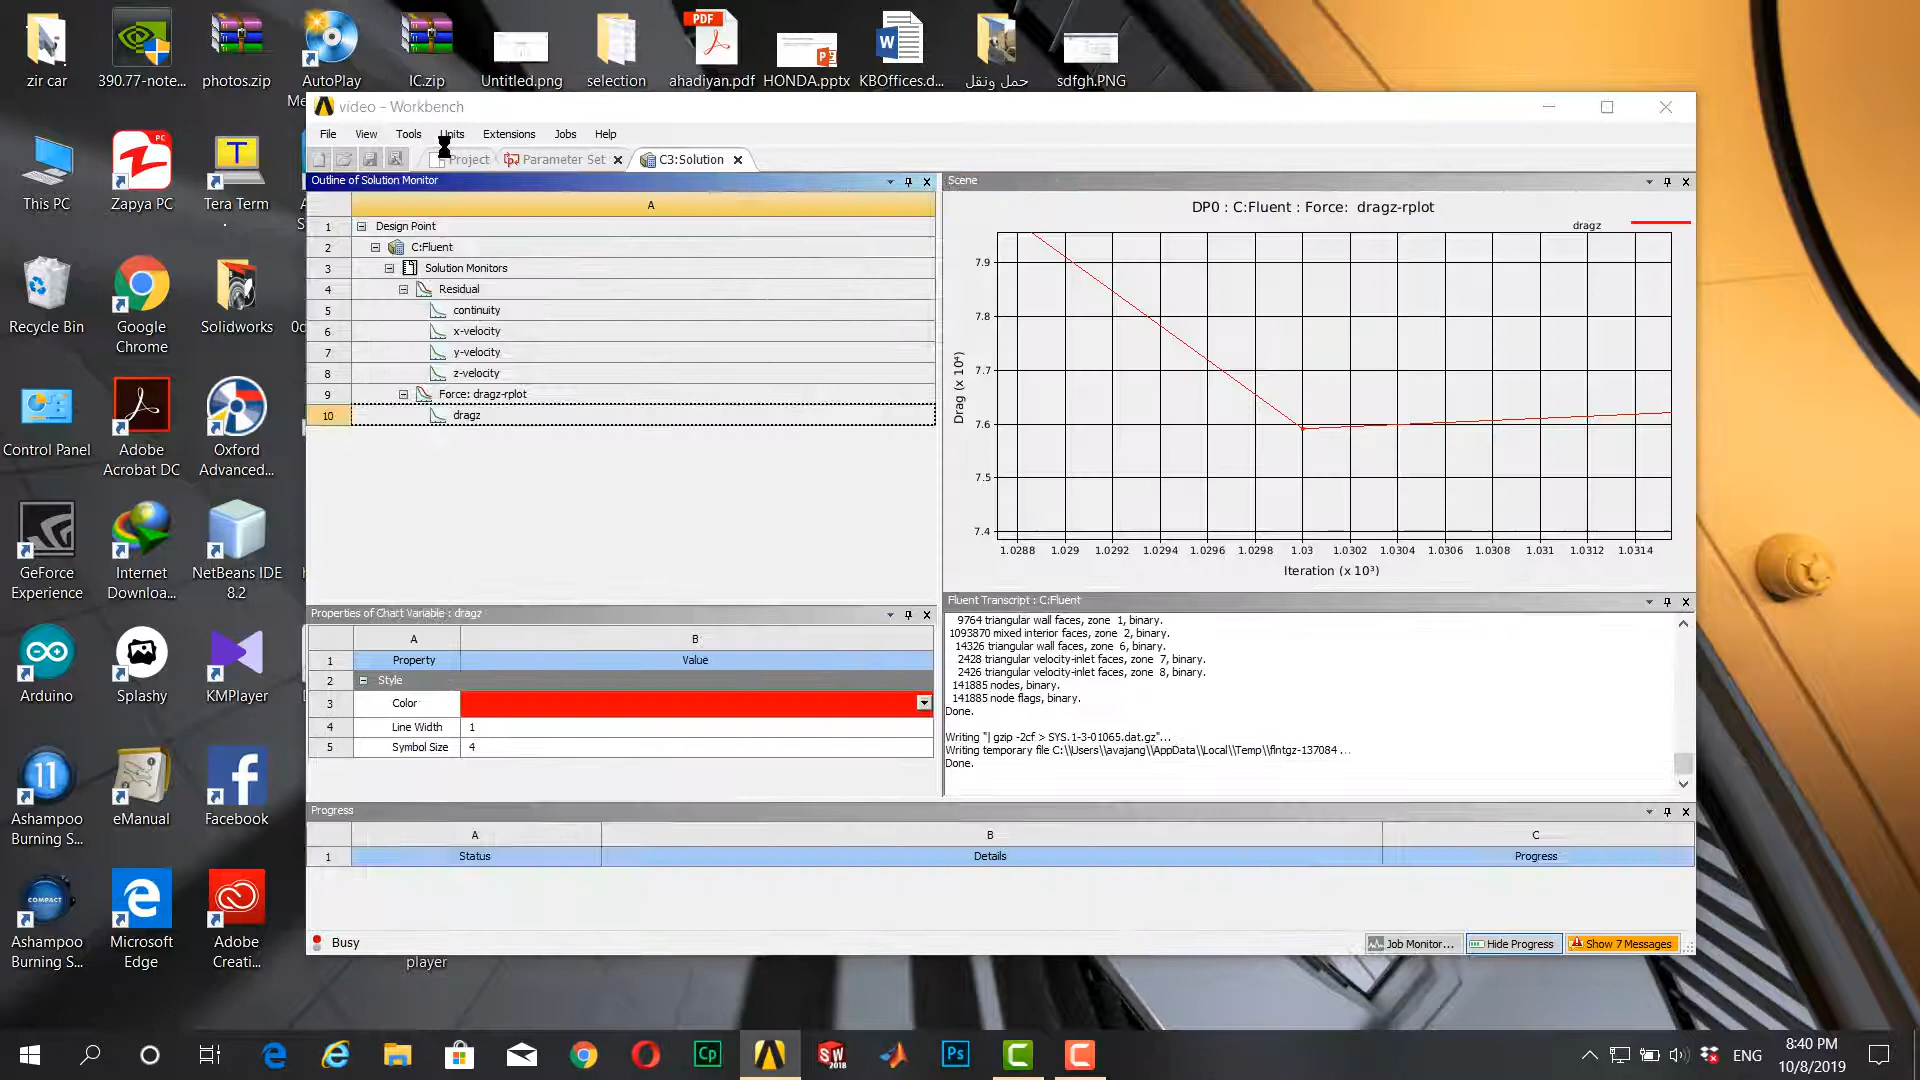 zir car
390.77-note...
photos.zip
AutoPlay
Me
IC.zip
Untitled.png
selection
ahadiyan.pdf
HONDA.pptx
KBOffices.d...
حمل ونقل
sdfgh.PNG
video - Workbench
File View Tools Units Extensions Jobs Help
Project Parameter Set C3:Solution
Outline of Solution Monitor
A
1 Design Point
2 C:Fluent
3 Solution Monitors
4 Residual
5 continuity
6 x-velocity
7 y-velocity
8 z-velocity
9 Force: dragz-rplot
10 dragz
Scene
DP0 : C:Fluent : Force: dragz-rplot
dragz
7.9
7.8
7.7
7.6
7.5
7.4
Drag (x 10⁴)
1.0288 1.029 1.0292 1.0294 1.0296 1.0298 1.03 1.0302 1.0304 1.0306 1.0308 1.031 1.0312 1.0314
Iteration (x 10³)
Properties of Chart Variable : dragz
A B
1 Property Value
2 Style
3 Color
4 Line Width 1
5 Symbol Size 4
Fluent Transcript : C:Fluent
9764 triangular wall faces, zone 1, binary.
1093870 mixed interior faces, zone 2, binary.
14326 triangular wall faces, zone 6, binary.
2428 triangular velocity-inlet faces, zone 7, binary.
2426 triangular velocity-inlet faces, zone 8, binary.
141885 nodes, binary.
141885 node flags, binary.
Done.
Writing "| gzip -2cf > SYS.1-3-01065.dat.gz"...
Writing temporary file C:\\Users\\avajang\\AppData\\Local\\Temp\\flntgz-137084 ...
Done.
Progress
A B C
1 Status Details Progress
Busy
Job Monitor... Hide Progress Show 7 Messages
This PC
Zapya PC
Tera Term
Recycle Bin
Google
Chrome
Solidworks
Control Panel
Adobe
Acrobat DC
Oxford
Advanced...
GeForce
Experience
Internet
Downloa...
NetBeans IDE
8.2
Arduino
Splashy
KMPlayer
Ashampoo
Burning S...
eManual
Facebook
Ashampoo
Burning S...
Microsoft
Edge
Adobe
Creati...
player
PDF
PC
T
11
COMPACT
Cp
SW
2018
Ps
ENG
8:40 PM
10/8/2019